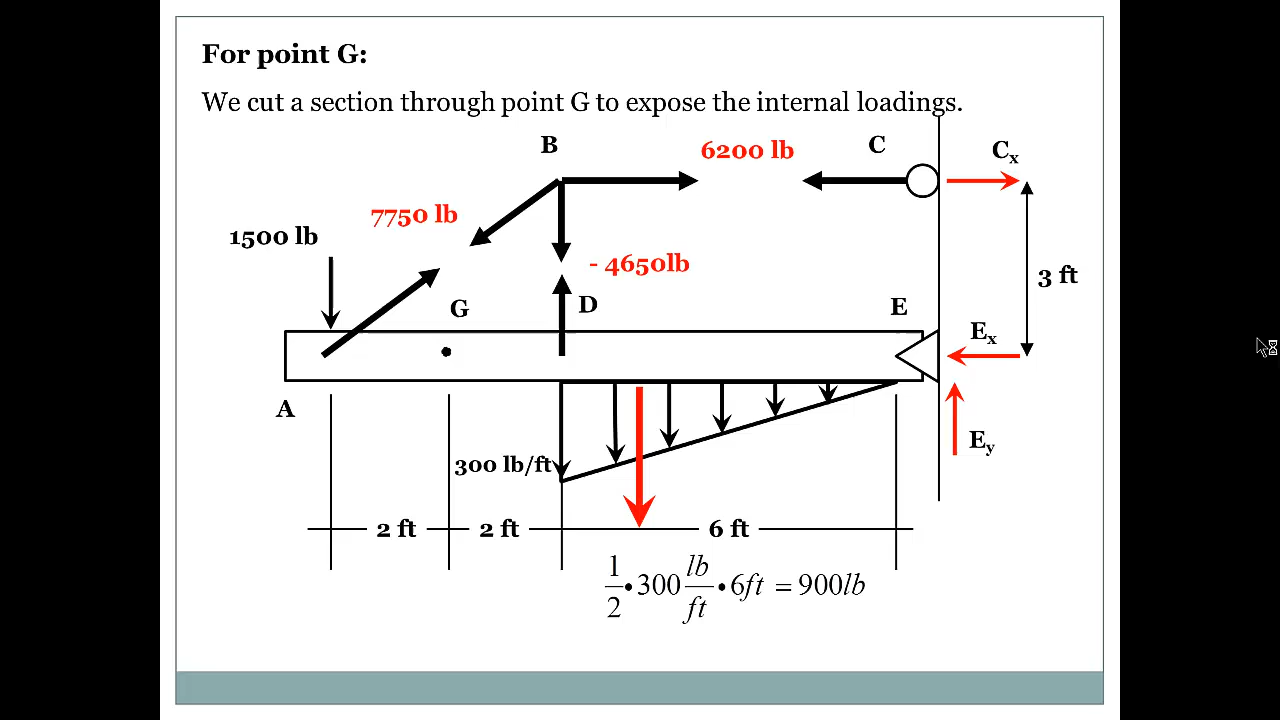 For point G:
We cut a section through point G to expose the internal loadings.
B
6200 lb
C
Cx
7750 lb
1500 lb
- 4650lb
3 ft
G
D
E
Ex
A
Ey
300 lb/ft
2 ft
2 ft
6 ft
1/2 • 300 lb/ft • 6ft = 900lb